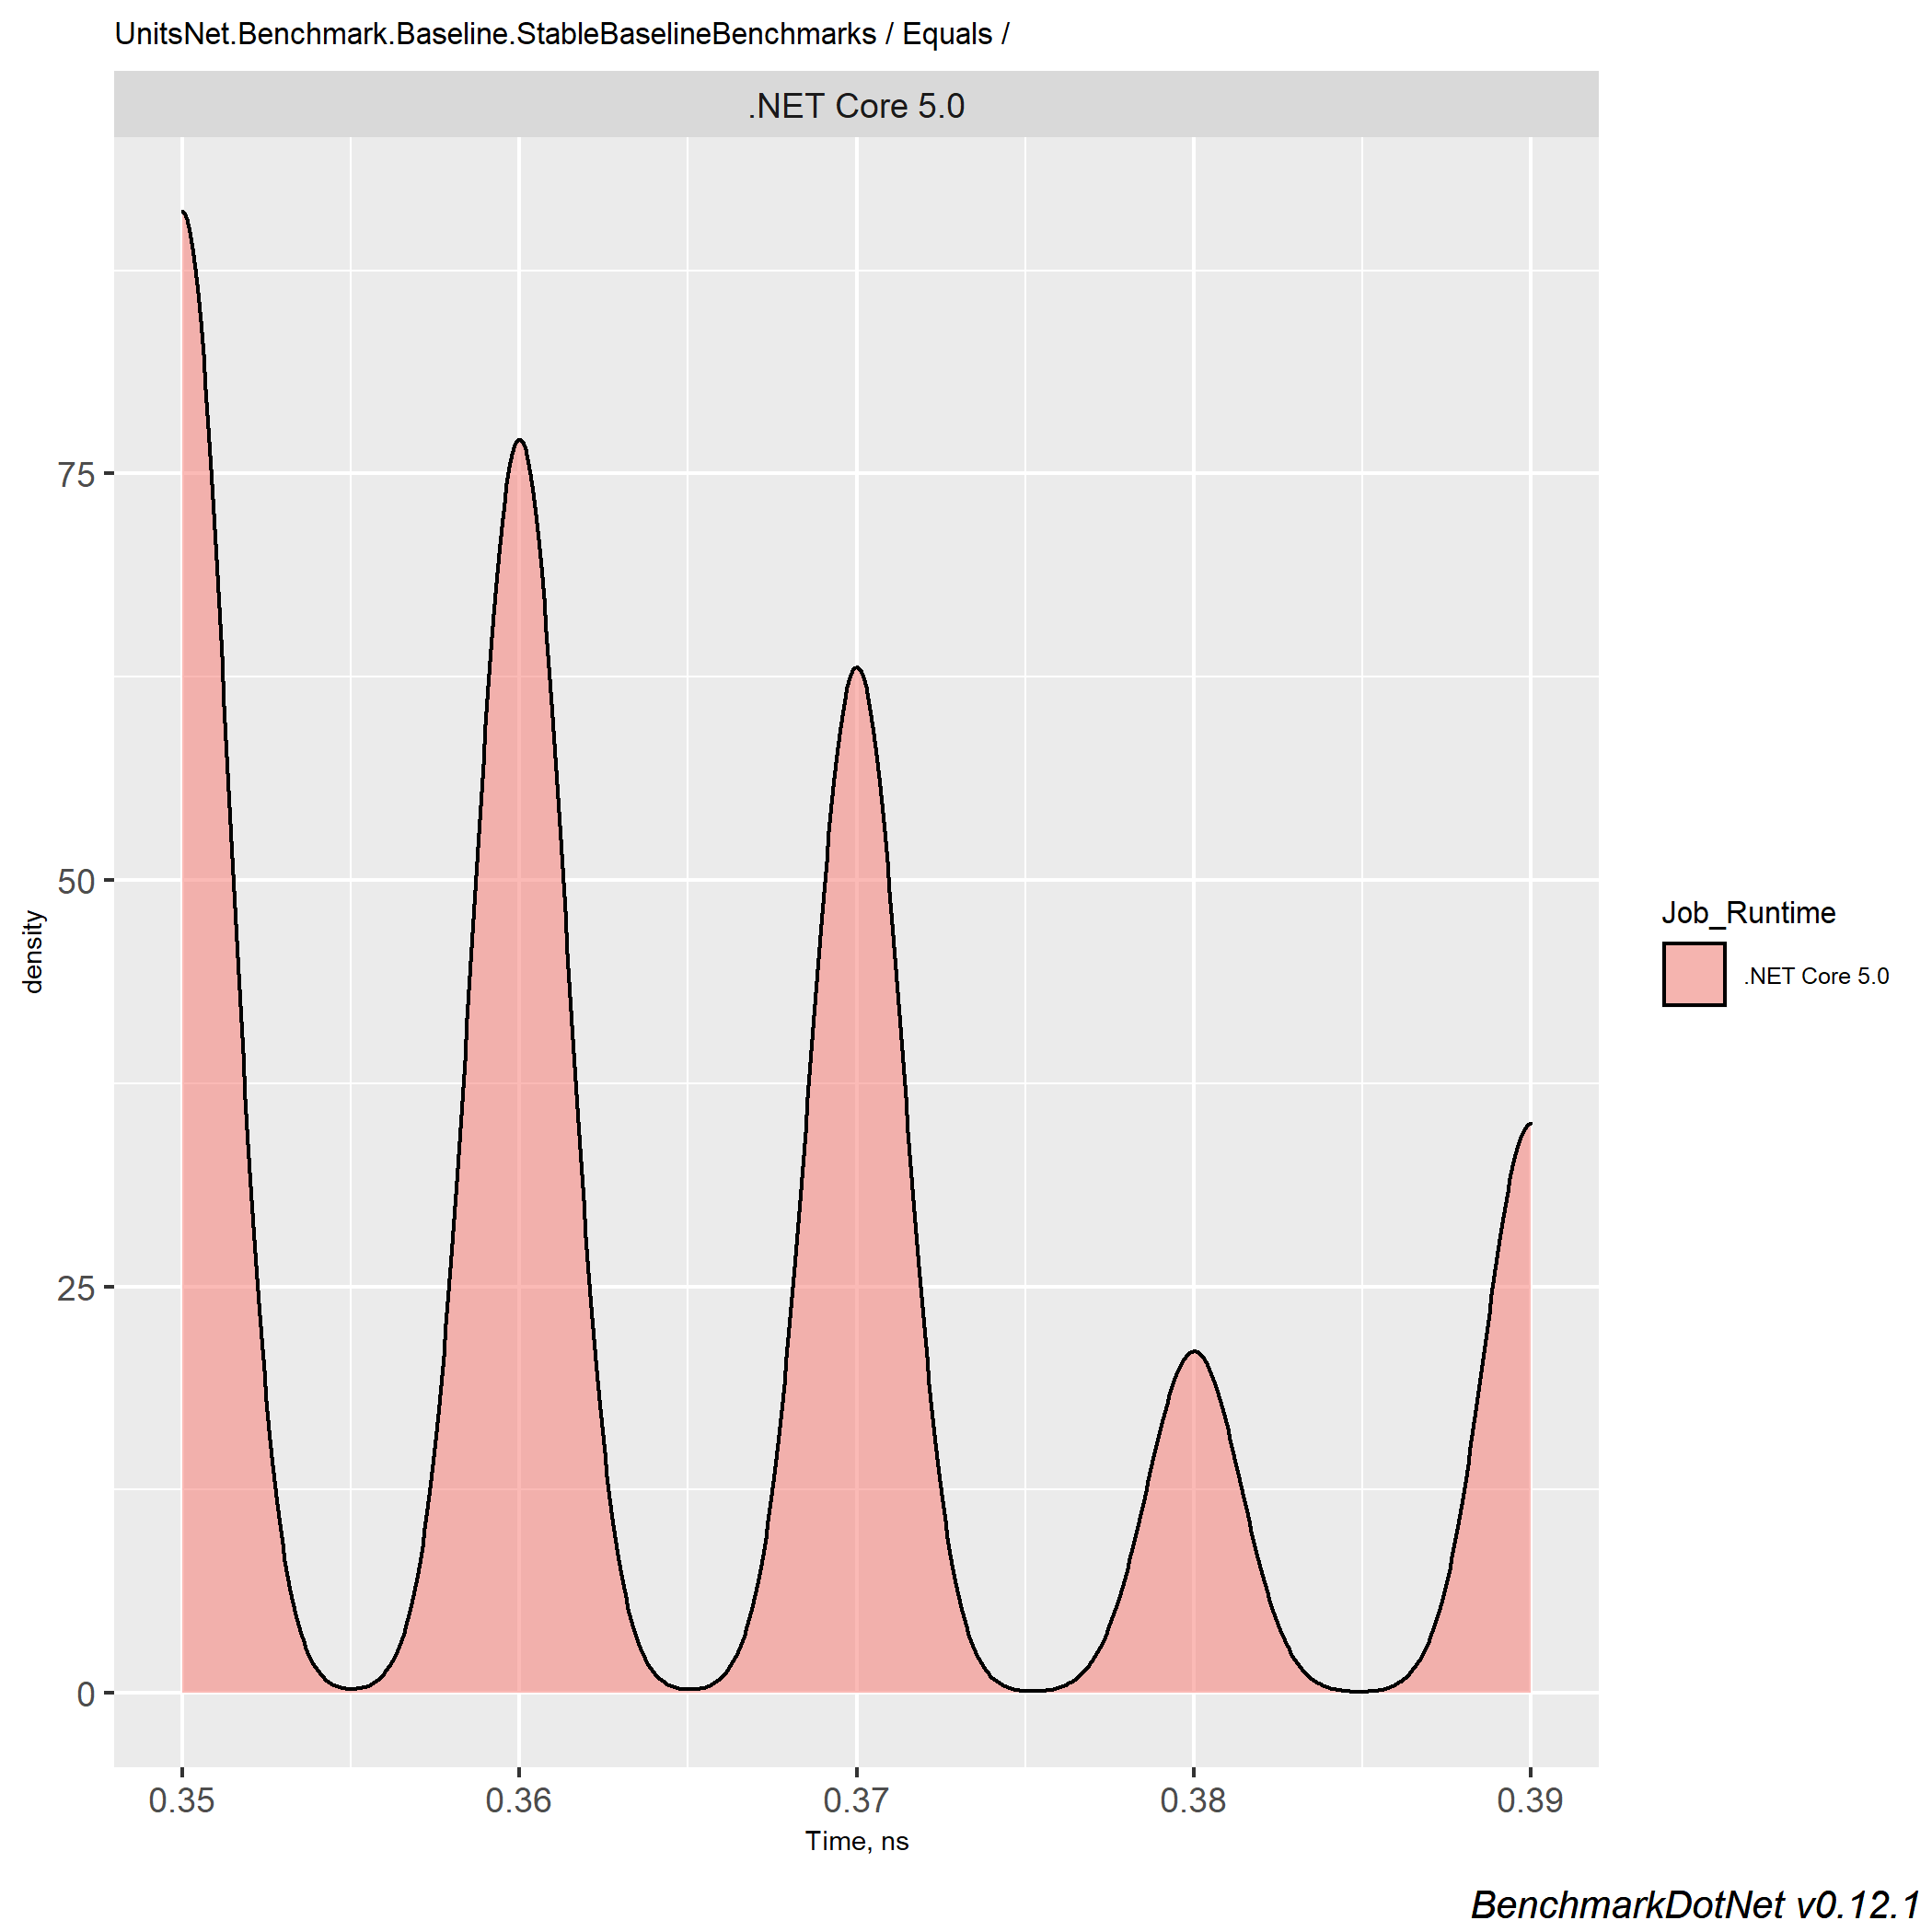 UnitsNet.Benchmark.Baseline.StableBaselineBenchmarks / Equals /
.NET Core 5.0
75
50
25
0
density
0.35 0.36 0.37 0.38 0.39
Time, ns
Job_Runtime
.NET Core 5.0
BenchmarkDotNet v0.12.1